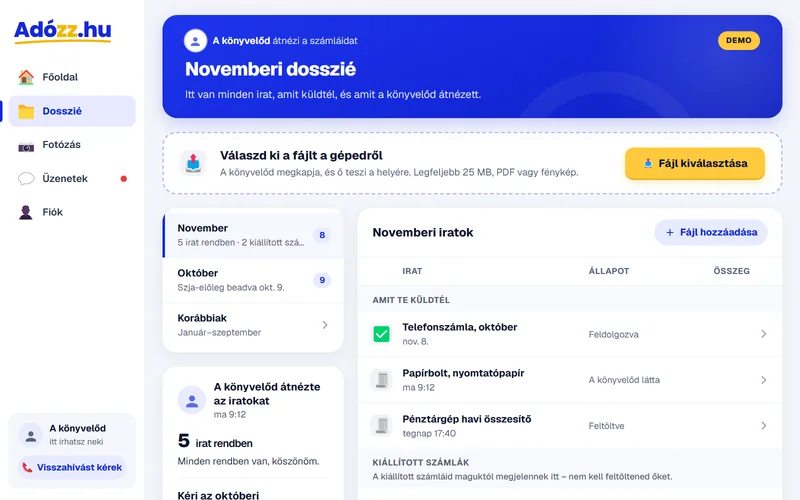 Adózz.hu
Főoldal
Dosszié
Fotózás
Üzenetek
Fiók
A könyvelőd
itt írhatsz neki
Visszahívást kérek
A könyvelőd átnézi a számláidat
DEMO
Novemberi dosszié
Itt van minden irat, amit küldtél, és amit a könyvelőd átnézett.
Válaszd ki a fájlt a gépedről
A könyvelőd megkapja, és ő teszi a helyére. Legfeljebb 25 MB, PDF vagy fénykép.
Fájl kiválasztása
November
5 irat rendben · 2 kiállított szá...
8
Október
Szja-előleg beadva okt. 9.
9
Korábbiak
Január–szeptember
A könyvelőd átnézte
az iratokat
ma 9:12
5 irat rendben
Minden rendben van, köszönöm.
Kéri az októberi
Novemberi iratok
+ Fájl hozzáadása
IRAT ÁLLAPOT ÖSSZEG
AMIT TE KÜLDTÉL
Telefonszámla, október
nov. 8.
Feldolgozva
Papírbolt, nyomtatópapír
ma 9:12
A könyvelőd látta
Pénztárgép havi összesítő
tegnap 17:40
Feltöltve
KIÁLLÍTOTT SZÁMLÁK
A kiállított számláid maguktól megjelennek itt – nem kell feltöltened őket.